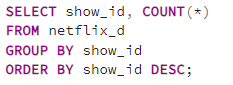 SELECT show_id, COUNT(*)
FROM netflix_d
GROUP BY show_id
ORDER BY show_id DESC;